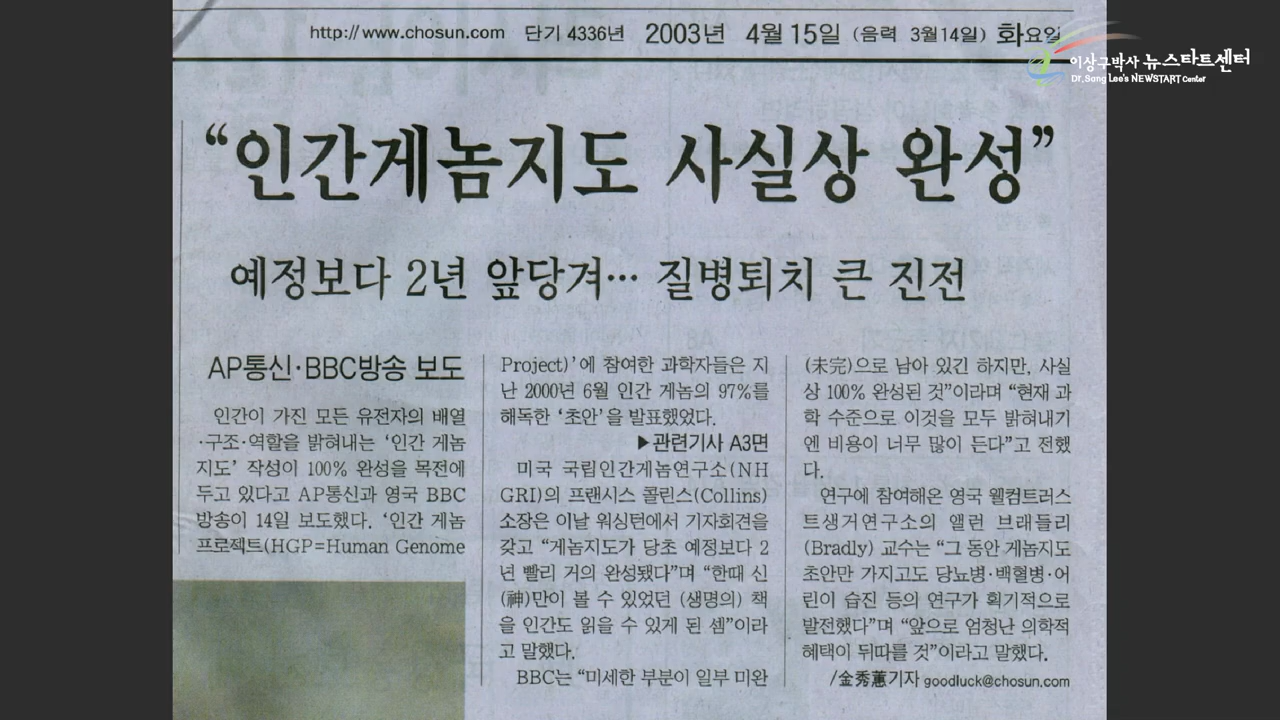 http://www.chosun.com 단기 4336년 2003년 4월 15일 (음력 3월14일) 화요일
이상구박사 뉴스타트센터
Dr. Sang Lee's NEWSTART Center
“인간게놈지도 사실상 완성”
예정보다 2년 앞당겨… 질병퇴치 큰 진전
AP통신·BBC방송 보도
인간이 가진 모든 유전자의 배열
·구조·역할을 밝혀내는 ‘인간 게놈
지도’ 작성이 100% 완성을 목전에
두고 있다고 AP통신과 영국 BBC
방송이 14일 보도했다. ‘인간 게놈
프로젝트(HGP=Human Genome
Project)’에 참여한 과학자들은 지
난 2000년 6월 인간 게놈의 97%를
해독한 ‘초안’을 발표했었다.
▶관련기사 A3면
미국 국립인간게놈연구소(NH
GRI)의 프랜시스 콜린스(Collins)
소장은 이날 워싱턴에서 기자회견을
갖고 “게놈지도가 당초 예정보다 2
년 빨리 거의 완성됐다”며 “한때 신
(神)만이 볼 수 있었던 (생명의) 책
을 인간도 읽을 수 있게 된 셈”이라
고 말했다.
BBC는 “미세한 부분이 일부 미완
(未完)으로 남아 있긴 하지만, 사실
상 100% 완성된 것”이라며 “현재 과
학 수준으로 이것을 모두 밝혀내기
엔 비용이 너무 많이 든다”고 전했
다.
연구에 참여해온 영국 웰컴트러스
트생거연구소의 앨런 브래들리
(Bradly) 교수는 “그 동안 게놈지도
초안만 가지고도 당뇨병·백혈병·어
린이 습진 등의 연구가 획기적으로
발전했다”며 “앞으로 엄청난 의학적
혜택이 뒤따를 것”이라고 말했다.
/金秀蕙기자 goodluck@chosun.com